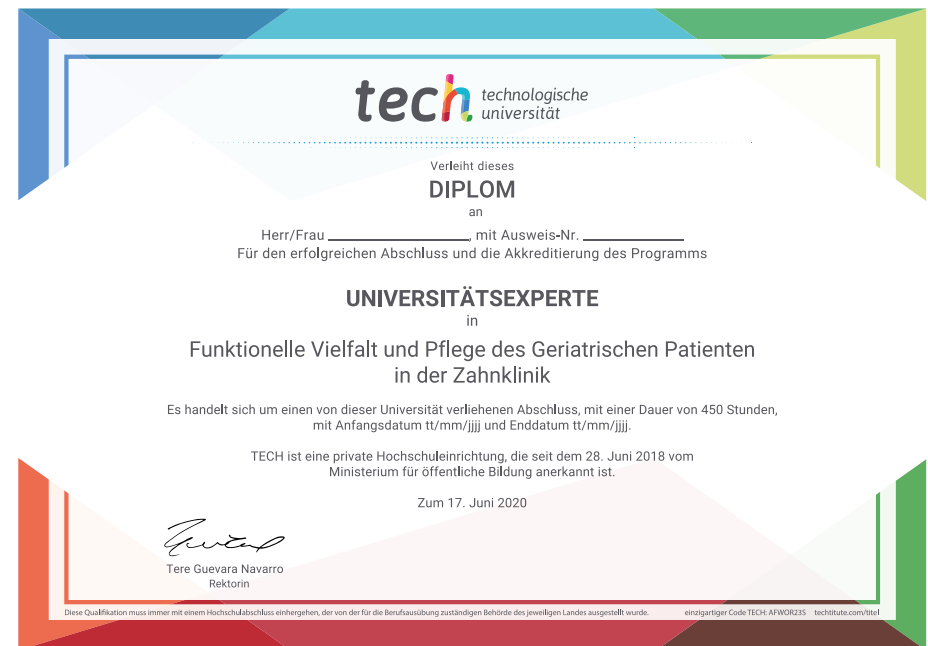 tech technologische
universität
Verleiht dieses
DIPLOM
an
Herr/Frau ____________________, mit Ausweis-Nr. ______________
Für den erfolgreichen Abschluss und die Akkreditierung des Programms
UNIVERSITÄTSEXPERTE
in
Funktionelle Vielfalt und Pflege des Geriatrischen Patienten
in der Zahnklinik
Es handelt sich um einen von dieser Universität verliehenen Abschluss, mit einer Dauer von 450 Stunden,
mit Anfangsdatum tt/mm/jjjj und Enddatum tt/mm/jjjj.
TECH ist eine private Hochschuleinrichtung, die seit dem 28. Juni 2018 vom
Ministerium für öffentliche Bildung anerkannt ist.
Zum 17. Juni 2020
Tere Guevara Navarro
Rektorin
Diese Qualifikation muss immer mit einem Hochschulabschluss einhergehen, der von der für die Berufsausübung zuständigen Behörde des jeweiligen Landes ausgestellt wurde. einzigartiger Code TECH: AFWOR23S techtitute.com/titel